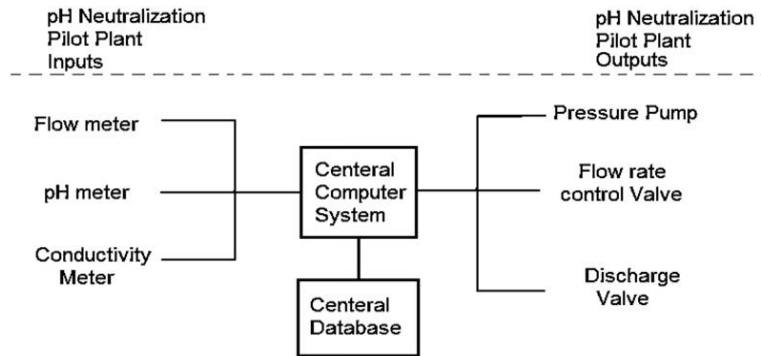 pH Neutralization
Pilot Plant
Inputs
pH Neutralization
Pilot Plant
Outputs
Flow meter
pH meter
Conductivity
Meter
Centeral
Computer
System
Centeral
Database
Pressure Pump
Flow rate
control Valve
Discharge
Valve